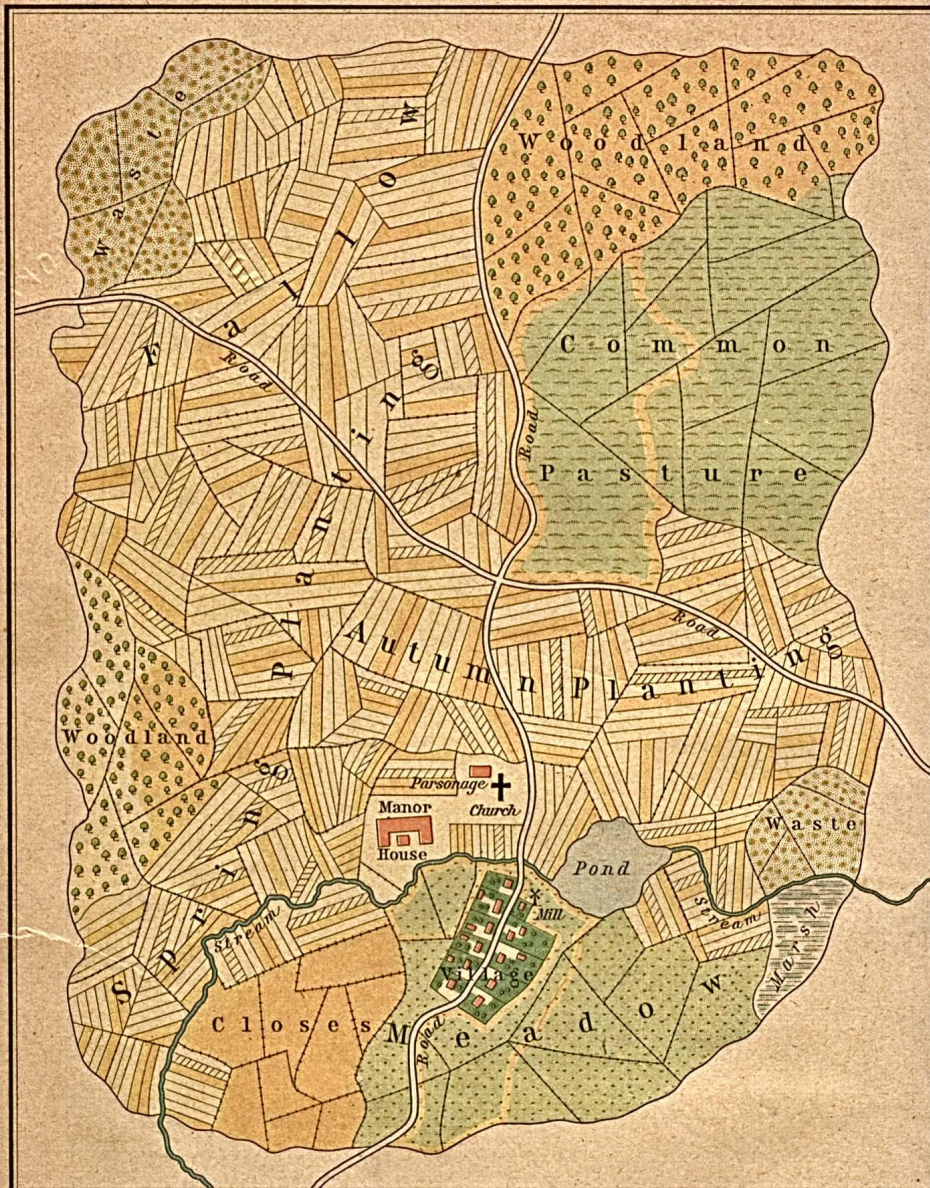 Waste
Woodland
Fallow
Road
Common
Road
Pasture
Spring Planting
Road
Autumn Planting
Woodland
Parsonage
Church
Manor
House
Waste
Pond
Mill
Stream
Stream
Marsh
Village
Closes
Meadow
Road